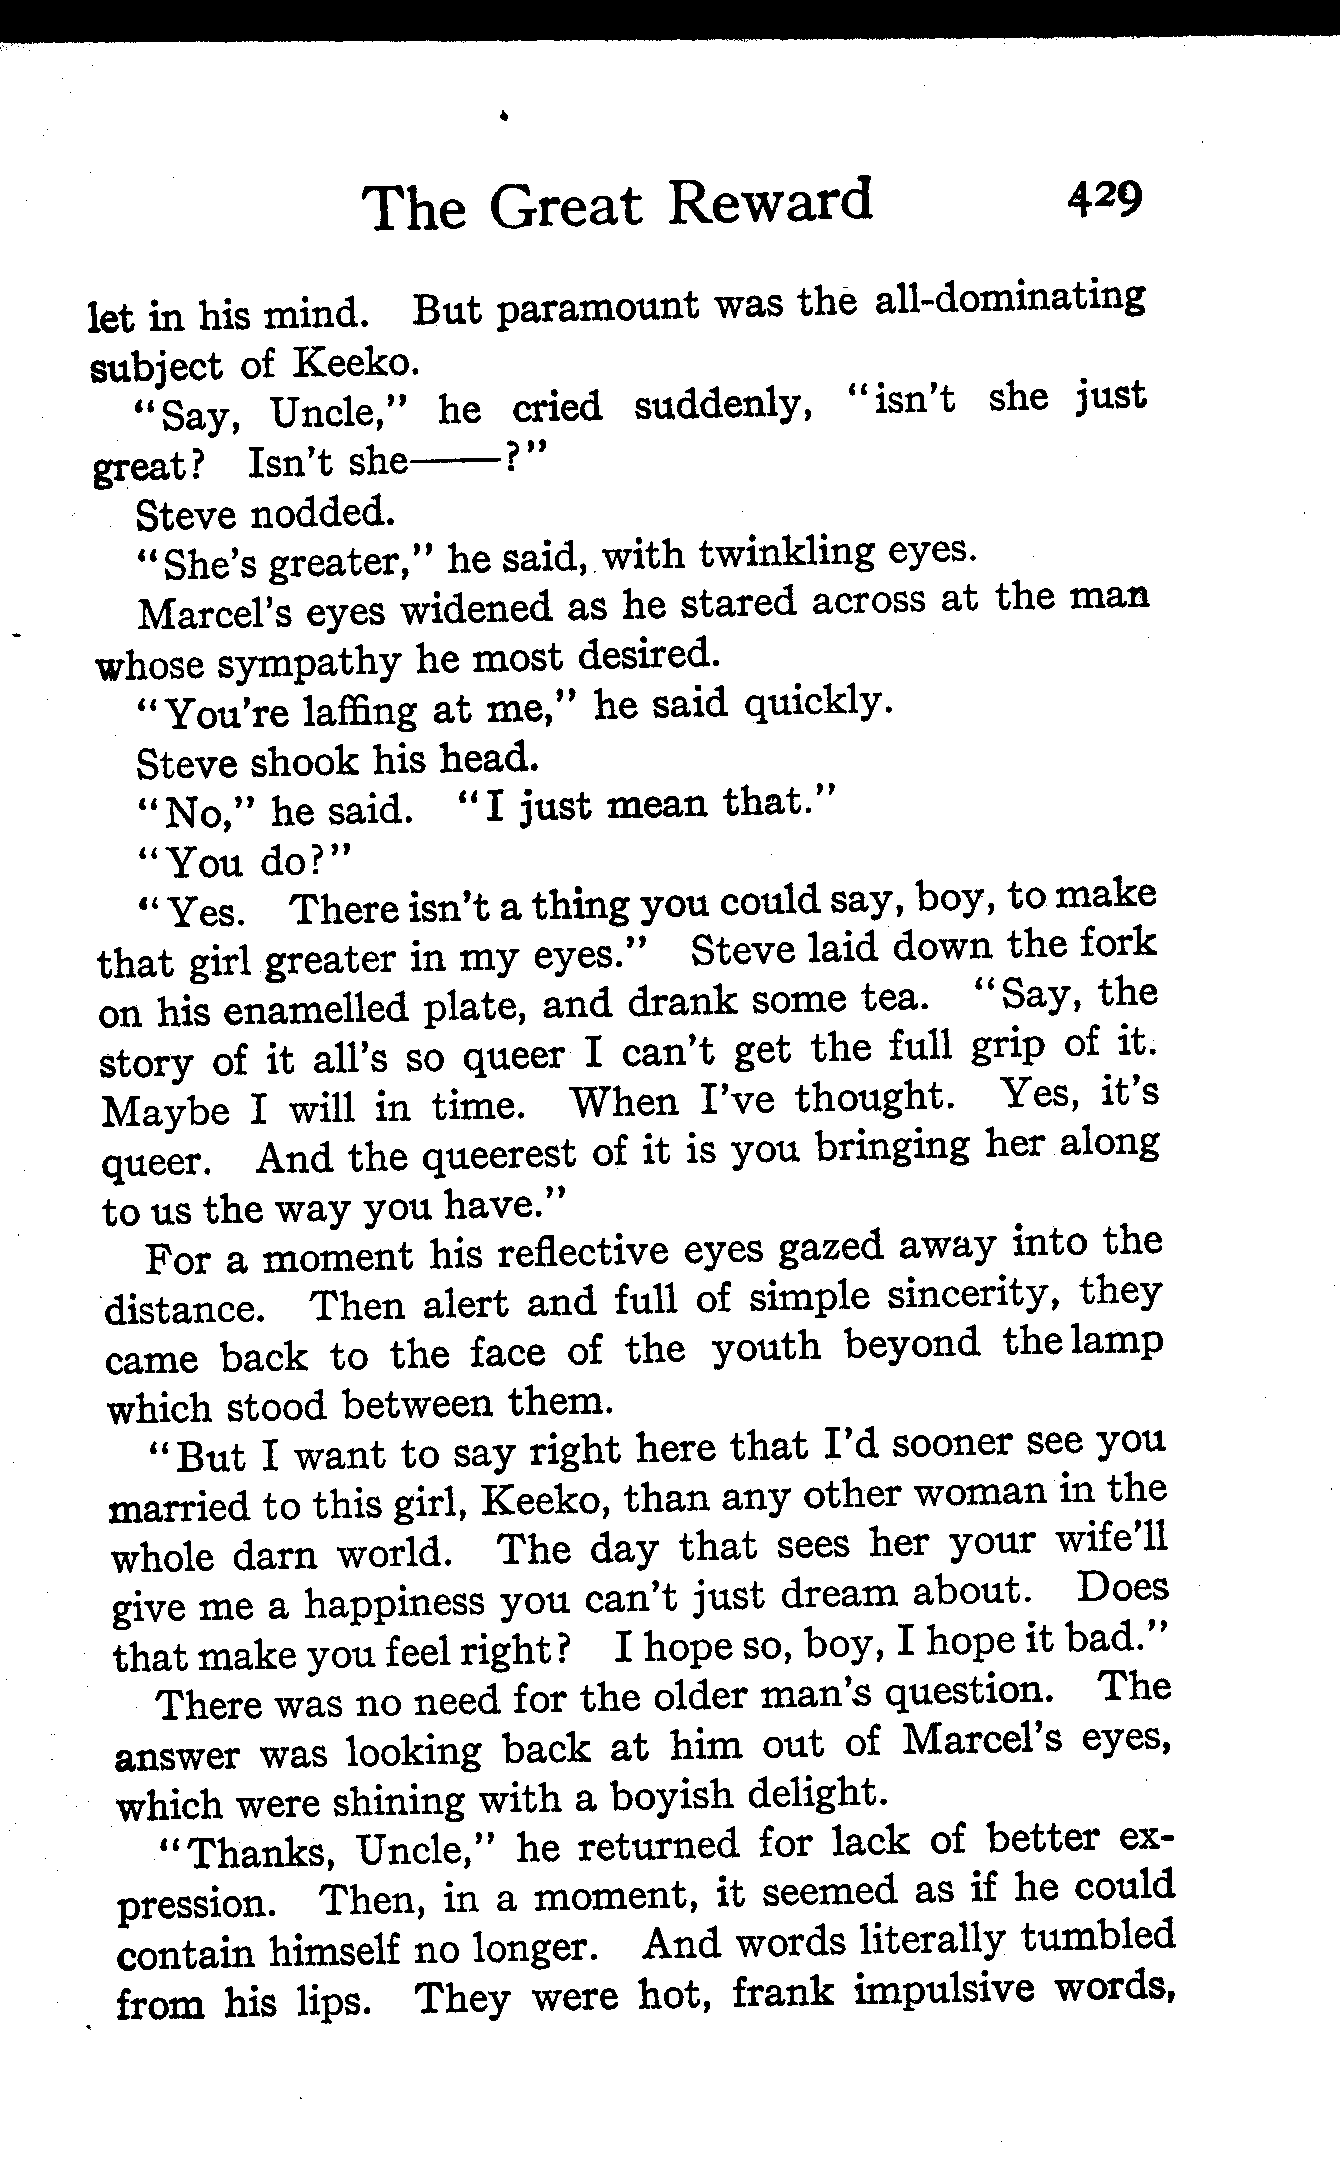 The Great Reward 429
let in his mind. But paramount was the all-dominating
subject of Keeko.
"Say, Uncle," he cried suddenly, "isn't she just
great? Isn't she——?"
Steve nodded.
"She's greater," he said, with twinkling eyes.
Marcel's eyes widened as he stared across at the man
whose sympathy he most desired.
"You're laffing at me," he said quickly.
Steve shook his head.
"No," he said. "I just mean that."
"You do?"
"Yes. There isn't a thing you could say, boy, to make
that girl greater in my eyes." Steve laid down the fork
on his enamelled plate, and drank some tea. "Say, the
story of it all's so queer I can't get the full grip of it.
Maybe I will in time. When I've thought. Yes, it's
queer. And the queerest of it is you bringing her along
to us the way you have."
For a moment his reflective eyes gazed away into the
distance. Then alert and full of simple sincerity, they
came back to the face of the youth beyond the lamp
which stood between them.
"But I want to say right here that I'd sooner see you
married to this girl, Keeko, than any other woman in the
whole darn world. The day that sees her your wife'll
give me a happiness you can't just dream about. Does
that make you feel right? I hope so, boy, I hope it bad."
There was no need for the older man's question. The
answer was looking back at him out of Marcel's eyes,
which were shining with a boyish delight.
"Thanks, Uncle," he returned for lack of better ex-
pression. Then, in a moment, it seemed as if he could
contain himself no longer. And words literally tumbled
from his lips. They were hot, frank impulsive words,